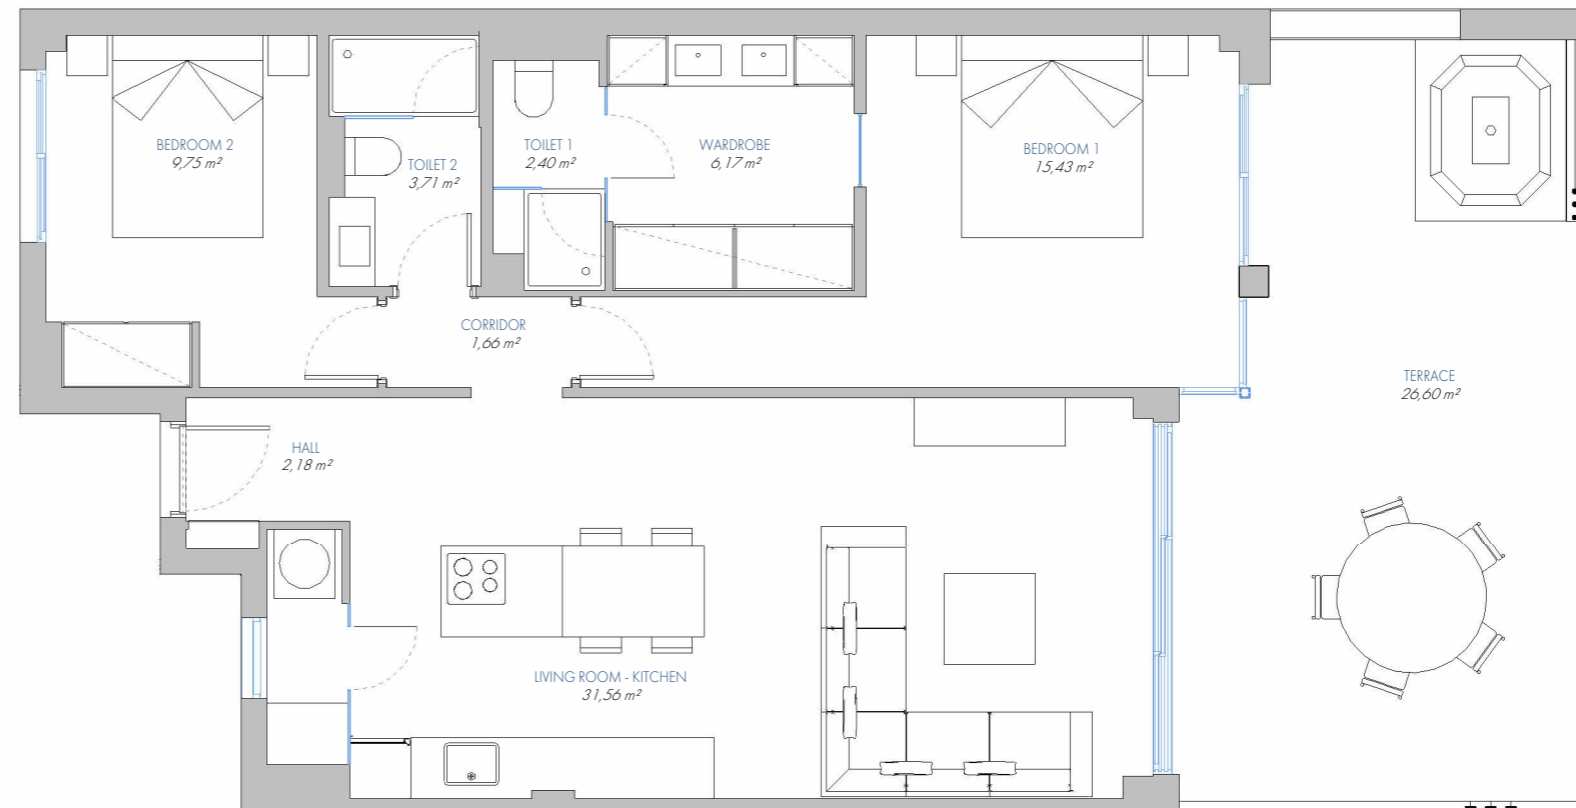 BEDROOM 2
9,75 m²
TOILET 2
3,71 m²
TOILET 1
2,40 m²
WARDROBE
6,17 m²
BEDROOM 1
15,43 m²
CORRIDOR
1,66 m²
TERRACE
26,60 m²
HALL
2,18 m²
LIVING ROOM - KITCHEN
31,56 m²